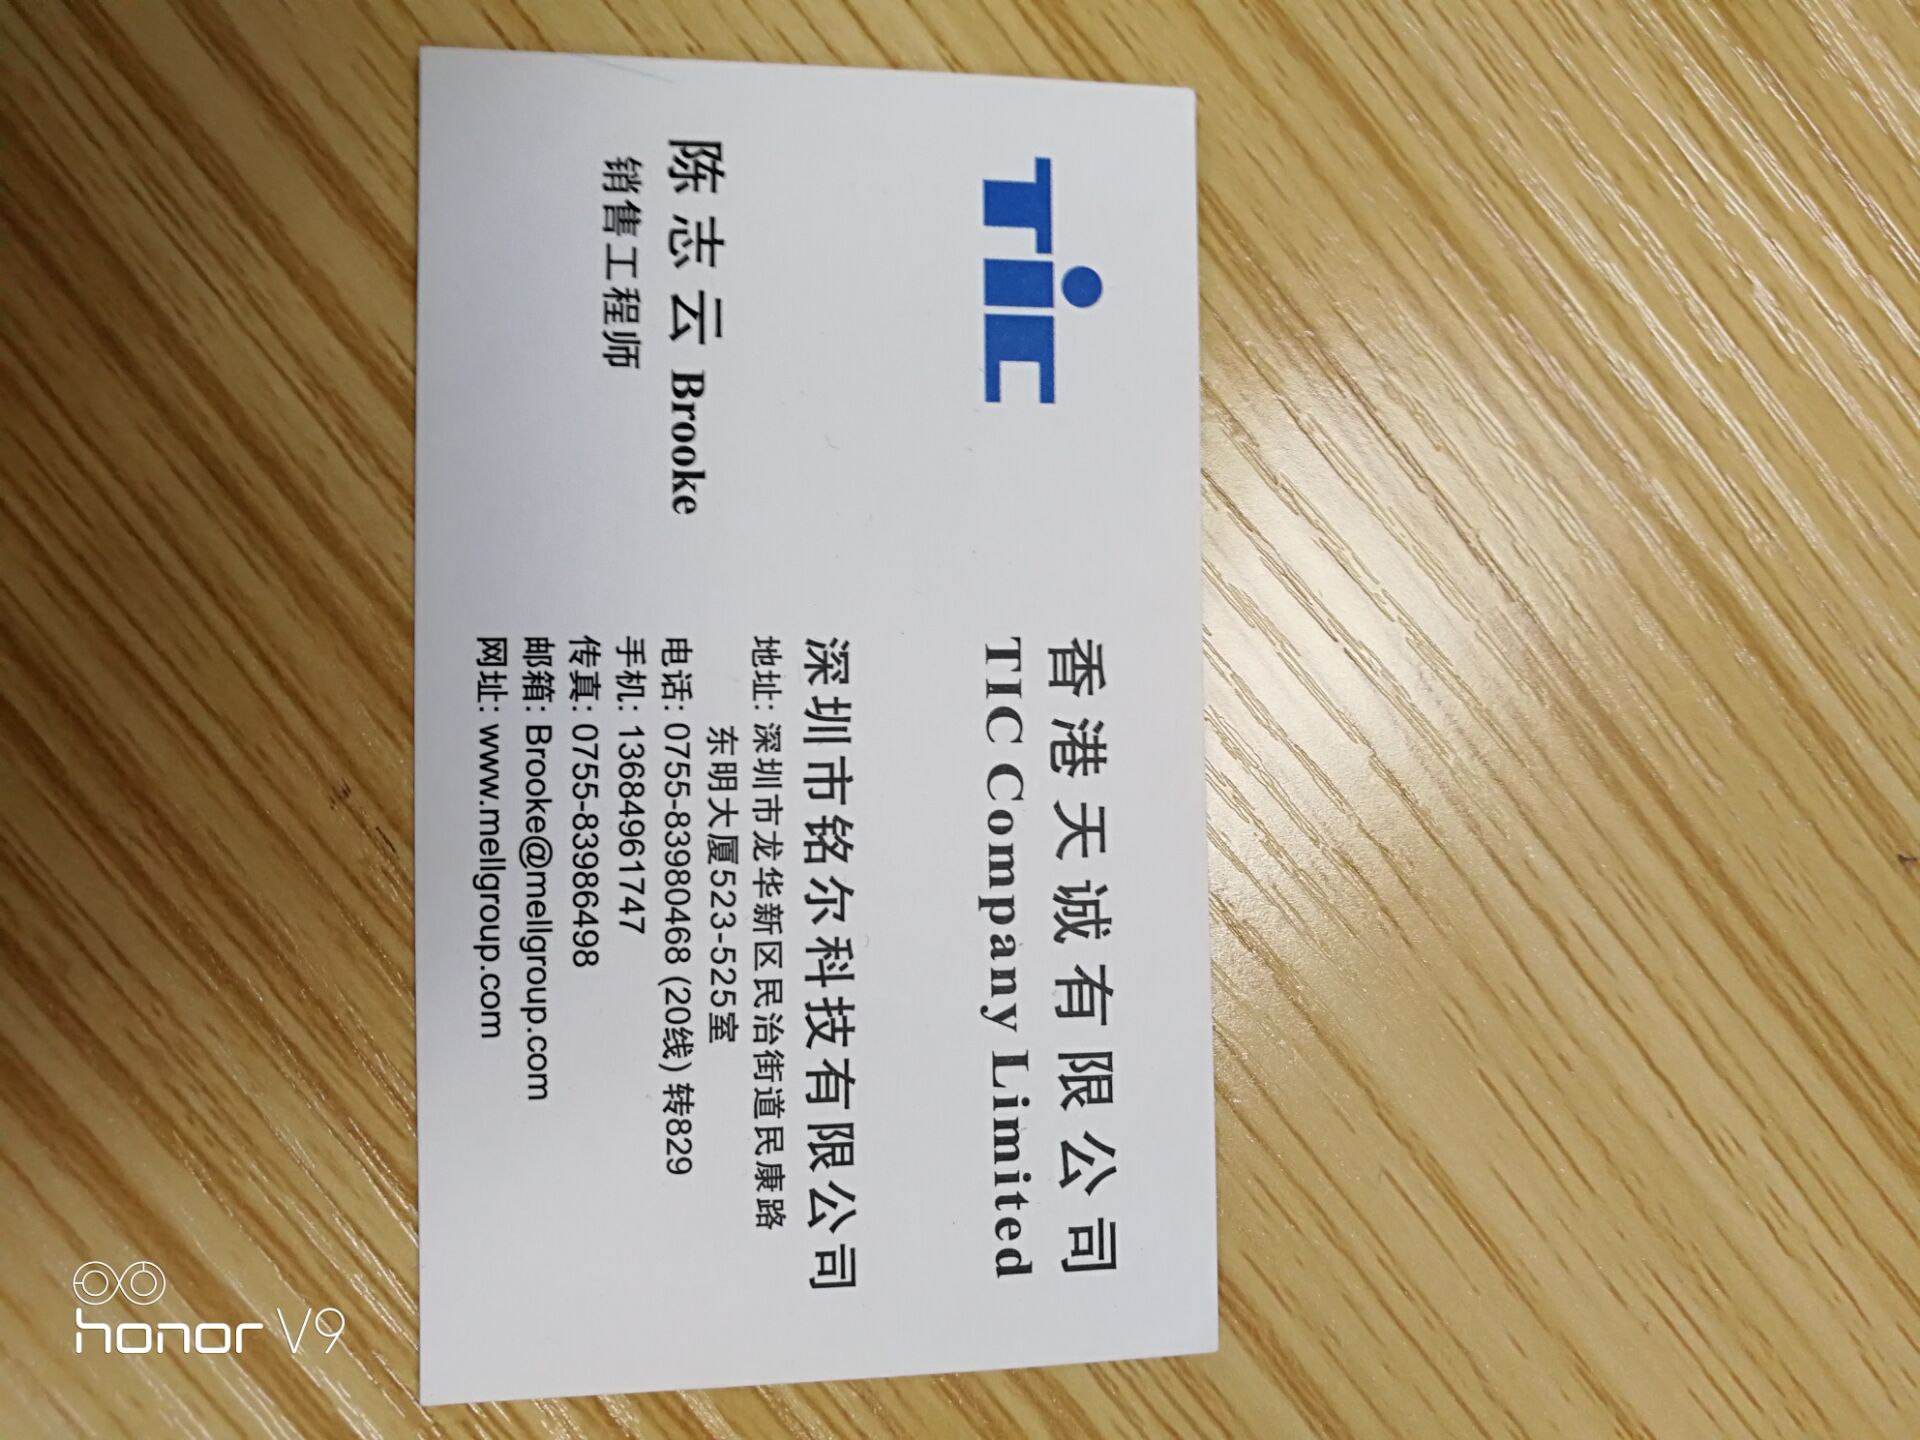 TiC
香港天诚有限公司
TIC Company Limited
陈志云 Brooke
销售工程师
深圳市铭尔科技有限公司
地址: 深圳市龙华新区民治街道民康路
东明大厦523-525室
电话: 0755-83980468 (20线) 转829
手机: 13684961747
传真: 0755-83986498
邮箱: Brooke@mellgroup.com
网址: www.mellgroup.com
honor V9